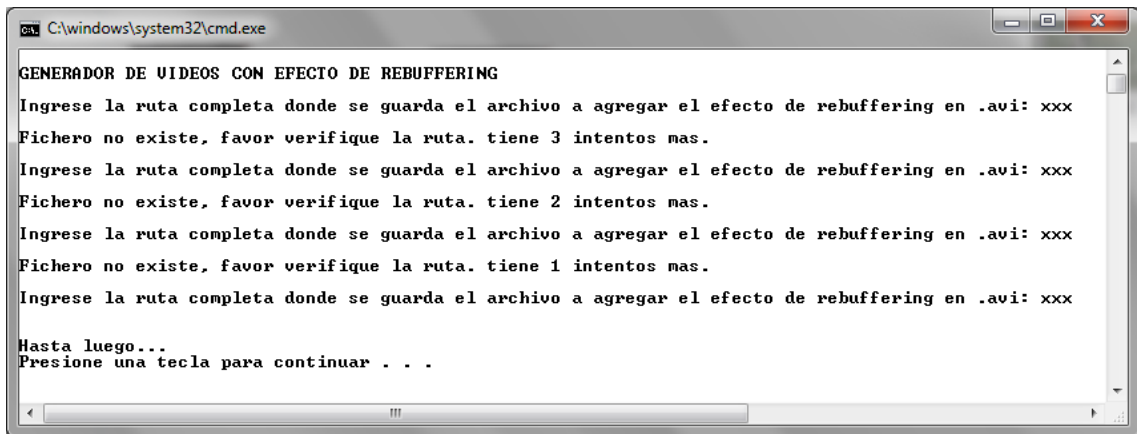 C:\windows\system32\cmd.exe
GENERADOR DE VIDEOS CON EFECTO DE REBUFFERING
Ingrese la ruta completa donde se guarda el archivo a agregar el efecto de rebuffering en .avi: xxx
Fichero no existe, favor verifique la ruta. tiene 3 intentos mas.
Ingrese la ruta completa donde se guarda el archivo a agregar el efecto de rebuffering en .avi: xxx
Fichero no existe, favor verifique la ruta. tiene 2 intentos mas.
Ingrese la ruta completa donde se guarda el archivo a agregar el efecto de rebuffering en .avi: xxx
Fichero no existe, favor verifique la ruta. tiene 1 intentos mas.
Ingrese la ruta completa donde se guarda el archivo a agregar el efecto de rebuffering en .avi: xxx
Hasta luego...
Presione una tecla para continuar . . .